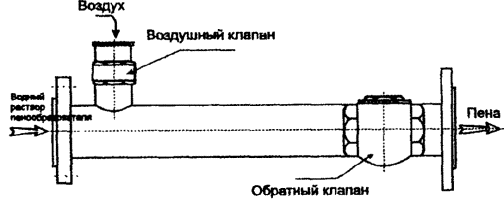 Воздух
Воздушный клапан
Водный
раствор
пенообразователя
Пена
Обратный клапан